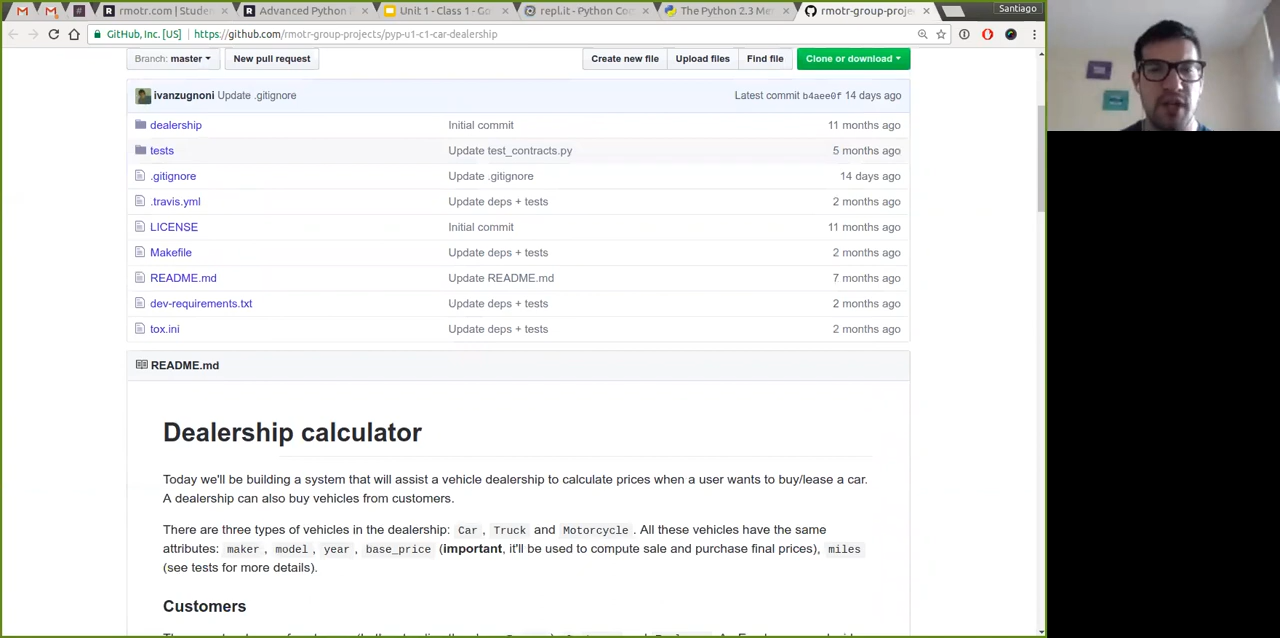 rmotr.com | Studen
Advanced Python
Unit 1 - Class 1 - Go
repl.it - Python Co
The Python 2.3 Me
rmotr-group-proje
Santiago
GitHub, Inc. [US] https://github.com/rmotr-group-projects/pyp-u1-c1-car-dealership
Branch: master New pull request Create new file Upload files Find file Clone or download
ivanzugnoni Update .gitignore Latest commit b4aee0f 14 days ago
dealership Initial commit 11 months ago
tests Update test_contracts.py 5 months ago
.gitignore Update .gitignore 14 days ago
.travis.yml Update deps + tests 2 months ago
LICENSE Initial commit 11 months ago
Makefile Update deps + tests 2 months ago
README.md Update README.md 7 months ago
dev-requirements.txt Update deps + tests 2 months ago
tox.ini Update deps + tests 2 months ago
README.md
Dealership calculator
Today we'll be building a system that will assist a vehicle dealership to calculate prices when a user wants to buy/lease a car.
A dealership can also buy vehicles from customers.
There are three types of vehicles in the dealership: Car , Truck and Motorcycle . All these vehicles have the same
attributes: maker , model , year , base_price (important, it'll be used to compute sale and purchase final prices), miles
(see tests for more details).
Customers